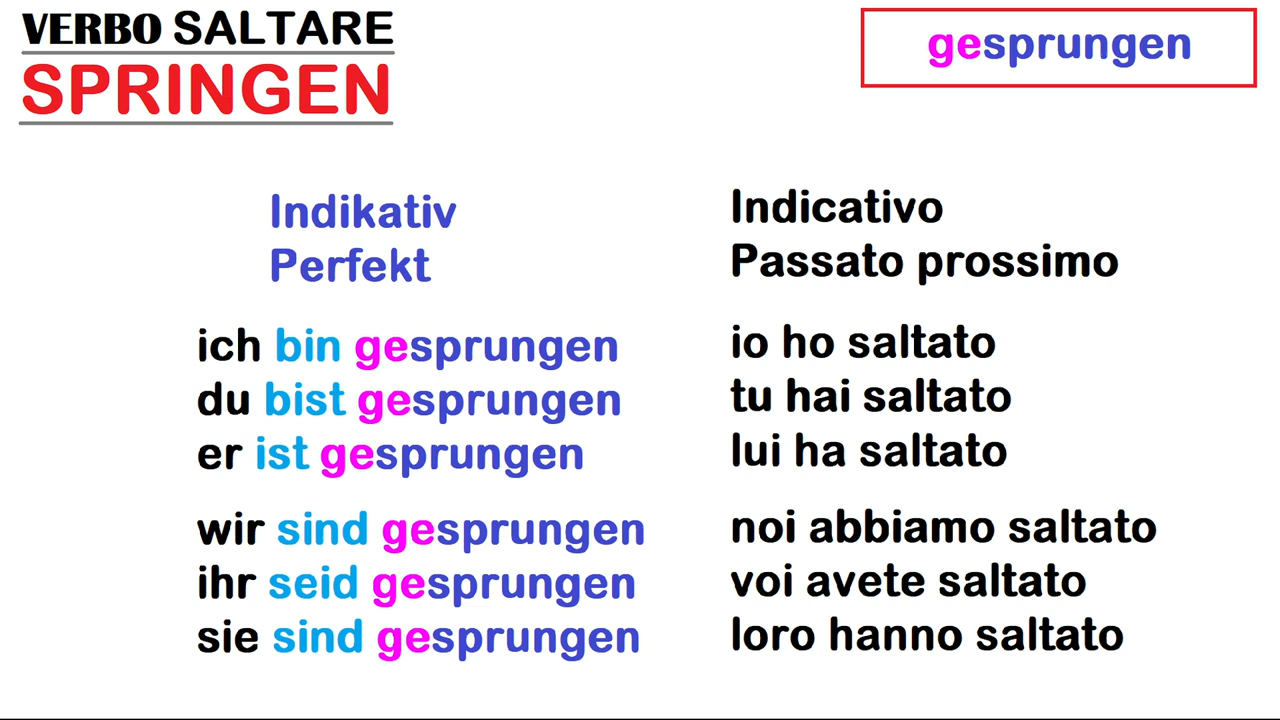 VERBO SALTARE
SPRINGEN
gesprungen
Indikativ
Perfekt
ich bin gesprungen
du bist gesprungen
er ist gesprungen
wir sind gesprungen
ihr seid gesprungen
sie sind gesprungen
Indicativo
Passato prossimo
io ho saltato
tu hai saltato
lui ha saltato
noi abbiamo saltato
voi avete saltato
loro hanno saltato